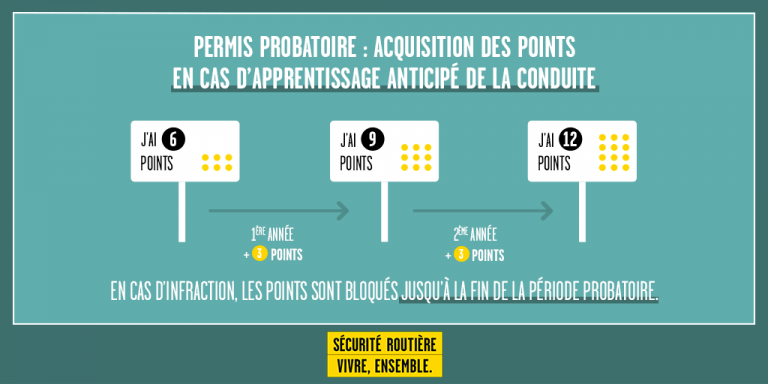 PERMIS PROBATOIRE : ACQUISITION DES POINTS
EN CAS D'APPRENTISSAGE ANTICIPÉ DE LA CONDUITE
J'AI 6
POINTS
J'AI 9
POINTS
J'AI 12
POINTS
1ÈRE ANNÉE
+ 3 POINTS
2ÈME ANNÉE
+ 3 POINTS
EN CAS D'INFRACTION, LES POINTS SONT BLOQUÉS JUSQU'À LA FIN DE LA PÉRIODE PROBATOIRE.
SÉCURITÉ ROUTIÈRE
VIVRE, ENSEMBLE.